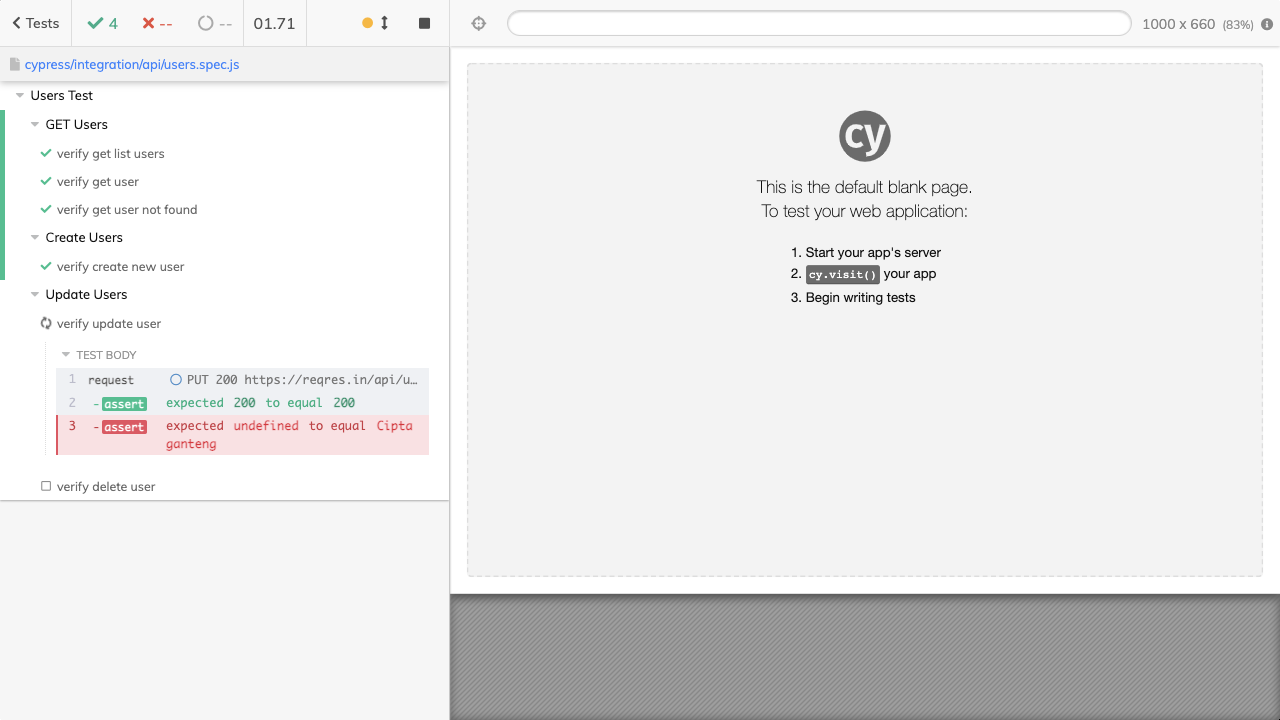 Tests
4
--
--
01.71
1000 x 660 (83%)
cypress/integration/api/users.spec.js
Users Test
GET Users
verify get list users
verify get user
verify get user not found
Create Users
verify create new user
Update Users
verify update user
TEST BODY
1 request PUT 200 https://reqres.in/api/u…
2 -assert expected 200 to equal 200
3 -assert expected undefined to equal Cipta
ganteng
verify delete user
cy
This is the default blank page.
To test your web application:
1. Start your app's server
2. cy.visit() your app
3. Begin writing tests